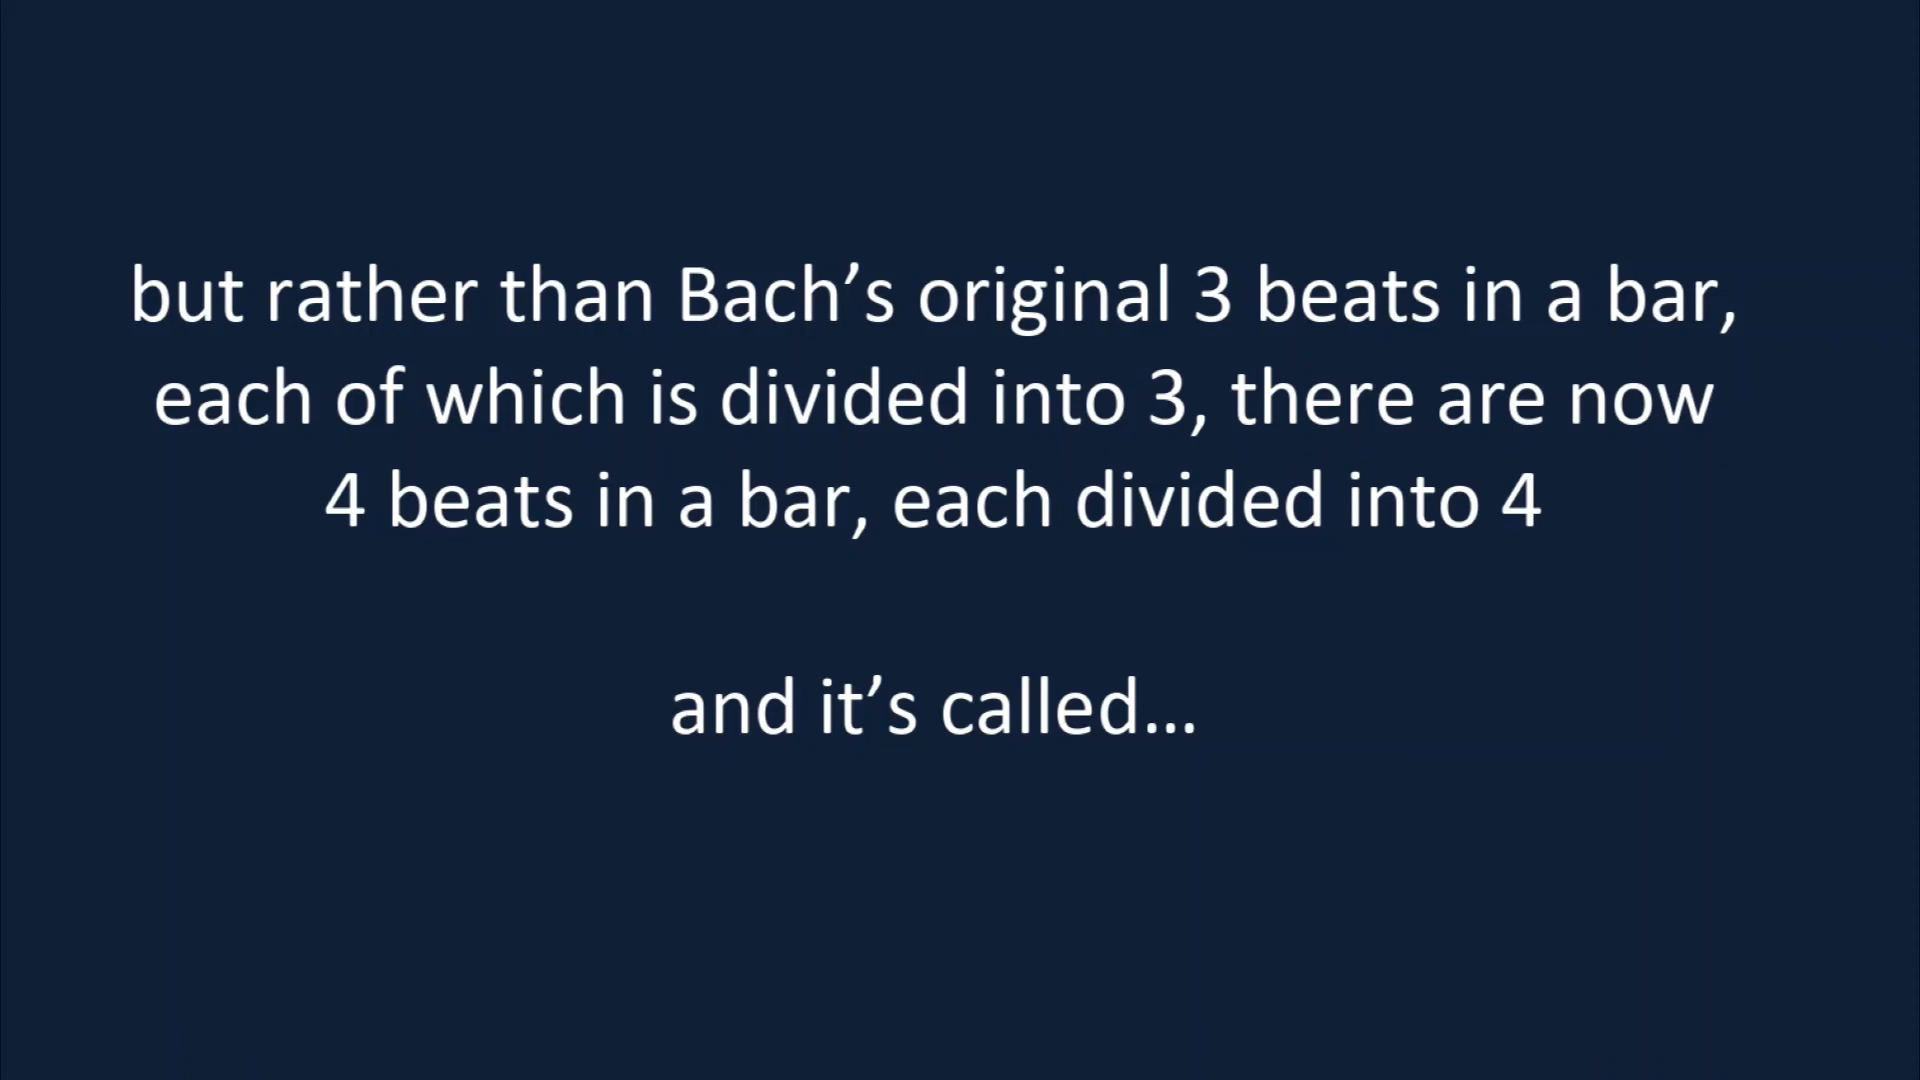 but rather than Bach’s original 3 beats in a bar,
each of which is divided into 3, there are now
4 beats in a bar, each divided into 4
and it’s called…